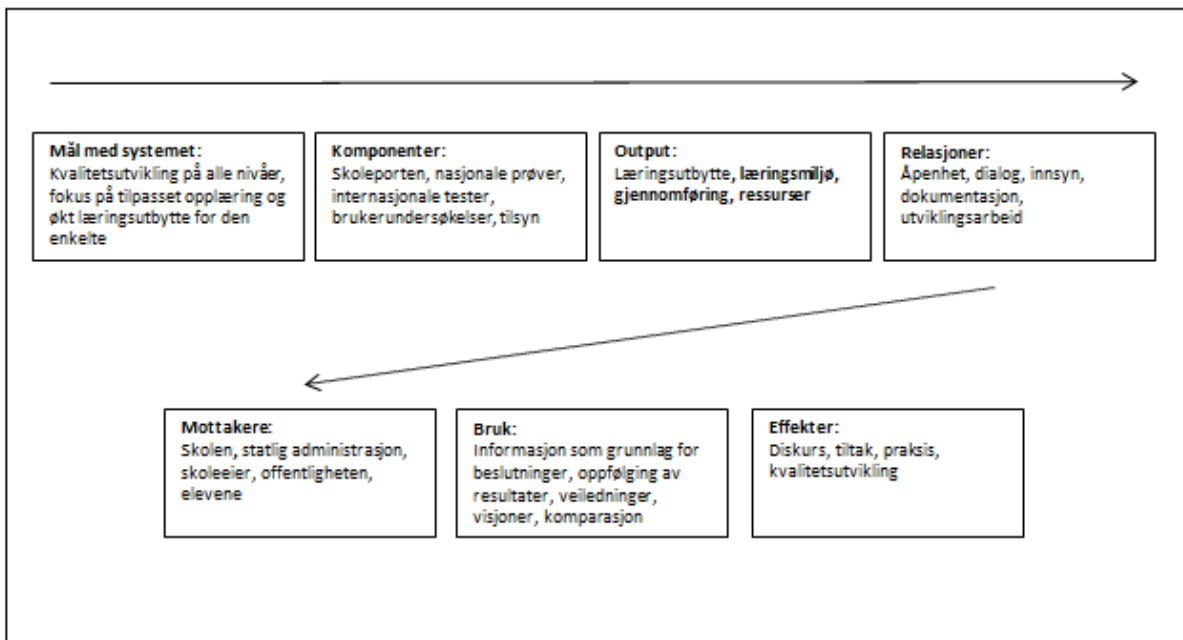 Mål med systemet:
Kvalitetsutvikling på alle nivåer,
fokus på tilpasset opplæring og
økt læringsutbytte for den
enkelte
Komponenter:
Skoleporten, nasjonale prøver,
internasjonale tester,
brukerundersøkelser, tilsyn
Output:
Læringsutbytte, læringsmiljø,
gjennomføring, ressurser
Relasjoner:
Åpenhet, dialog, innsyn,
dokumentasjon,
utviklingsarbeid
Mottakere:
Skolen, statlig administrasjon,
skoleeier, offentligheten,
elevene
Bruk:
Informasjon som grunnlag for
beslutninger, oppfølging av
resultater, veiledninger,
visjoner, komparasjon
Effekter:
Diskurs, tiltak, praksis,
kvalitetsutvikling